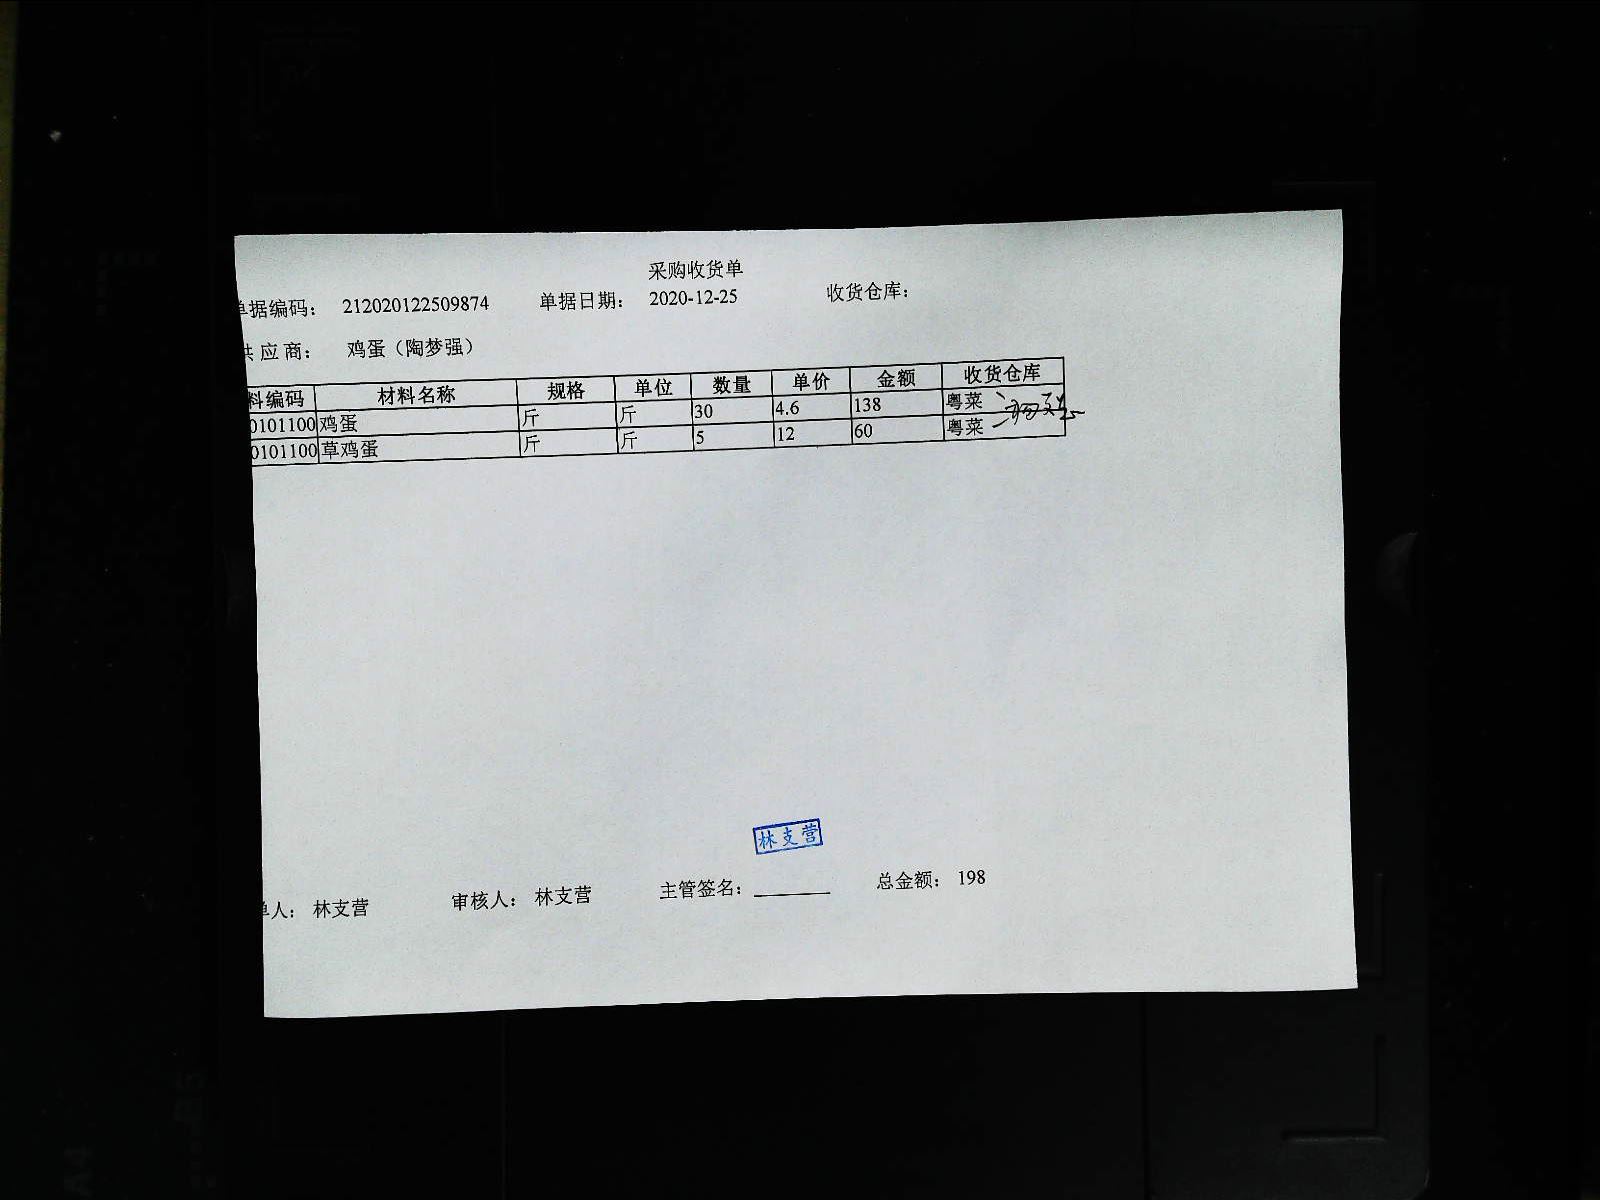 采购收货单
单据编码： 212020122509874 单据日期： 2020-12-25 收货仓库：
供应商： 鸡蛋（陶梦强）
料编码 材料名称 规格 单位 数量 单价 金额 收货仓库
0101100 鸡蛋 斤 斤 30 4.6 138 粤菜
0101100 草鸡蛋 斤 斤 5 12 60 粤菜
林支营
单人： 林支营 审核人： 林支营 主管签名： 总金额： 198